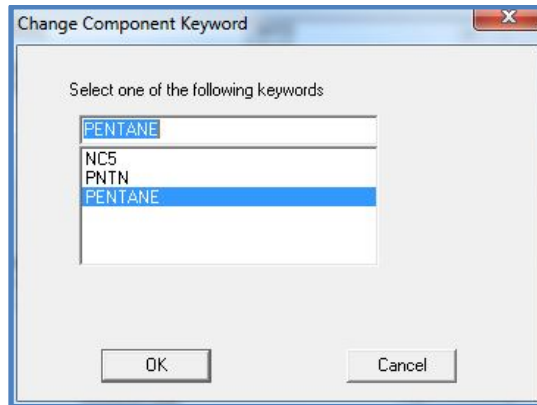 Change Component Keyword
Select one of the following keywords
PENTANE
NC5
PNTN
PENTANE
OK
Cancel